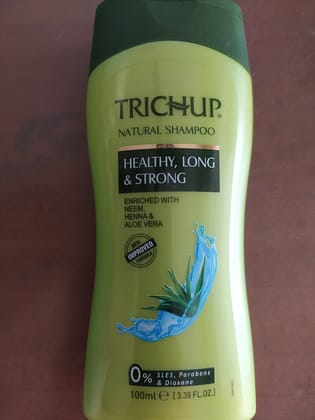 TRICHUP®
NATURAL SHAMPOO
HEALTHY, LONG
& STRONG
ENRICHED WITH
NEEM,
HENNA &
ALOE VERA
NEW
IMPROVED
FORMULA
0% SLES, Parabens
& Dioxane
100ml ℮ [3.38 FL.OZ.]